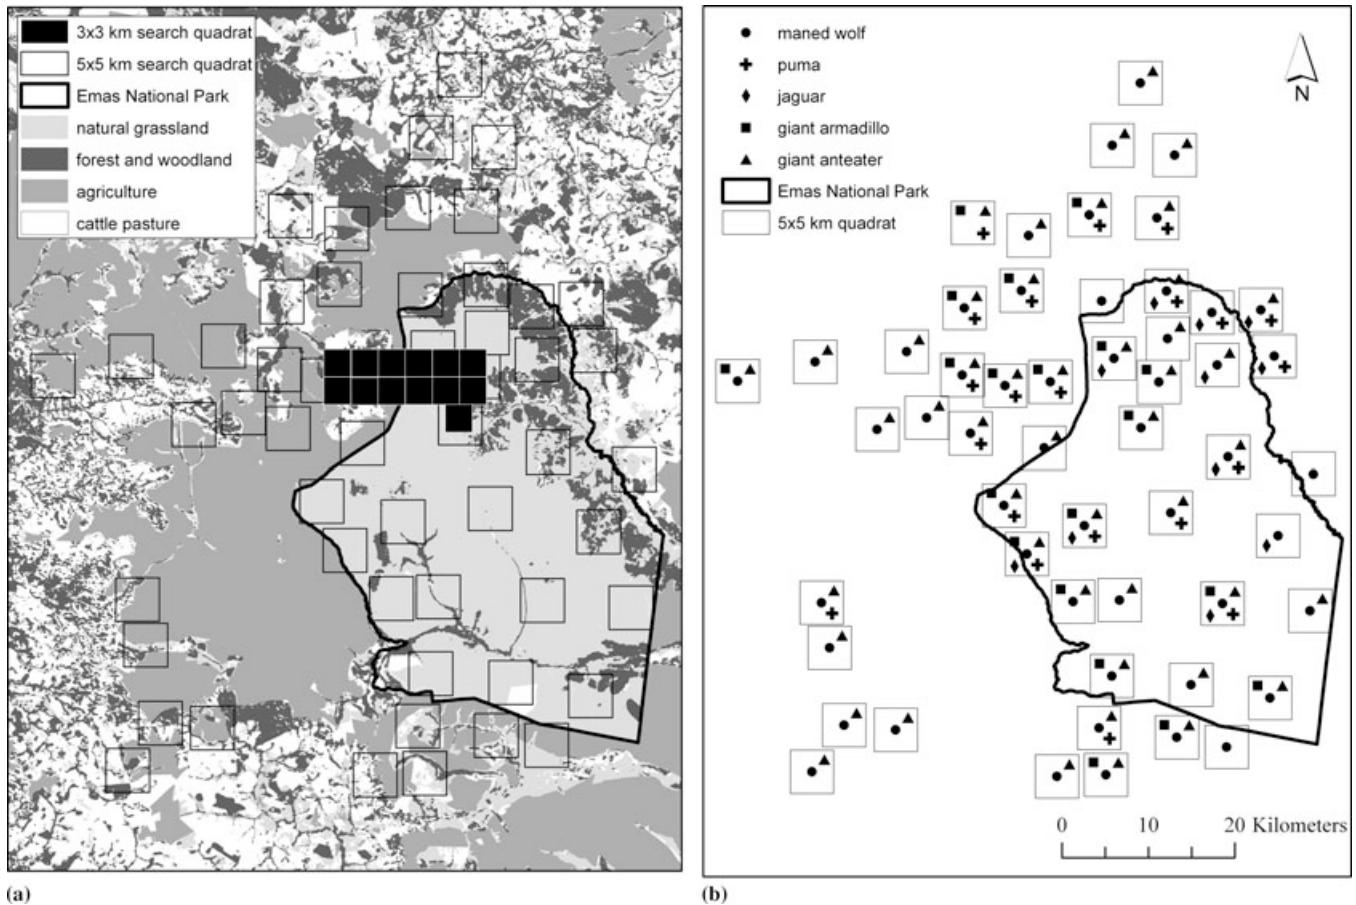 3x3 km search quadrat
5x5 km search quadrat
Emas National Park
natural grassland
forest and woodland
agriculture
cattle pasture
(a)
maned wolf
puma
jaguar
giant armadillo
giant anteater
Emas National Park
5x5 km quadrat
N
0 10 20 Kilometers
(b)